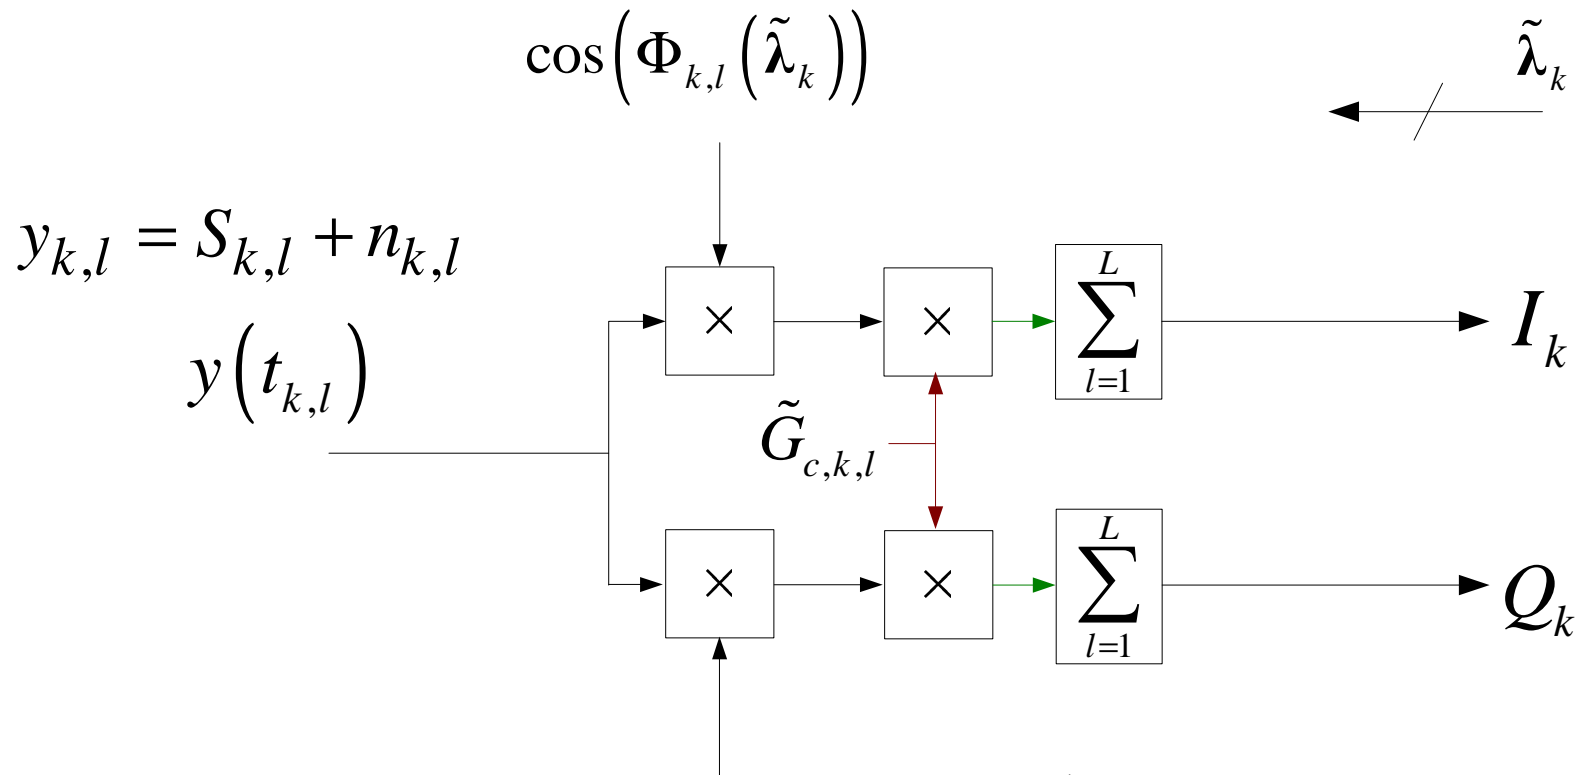 cos(Φ_{k,l}(λ̃_k))
λ̃_k
y_{k,l} = S_{k,l} + n_{k,l}
y(t_{k,l})
×
×
∑_{l=1}^{L}
I_k
G̃_{c,k,l}
×
×
∑_{l=1}^{L}
Q_k